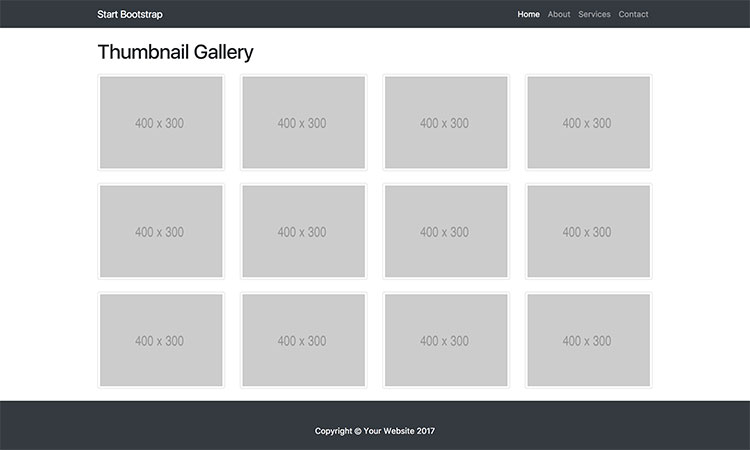 Start Bootstrap Home About Services Contact
Thumbnail Gallery
400 x 300 400 x 300 400 x 300 400 x 300
400 x 300 400 x 300 400 x 300 400 x 300
400 x 300 400 x 300 400 x 300 400 x 300
Copyright © Your Website 2017